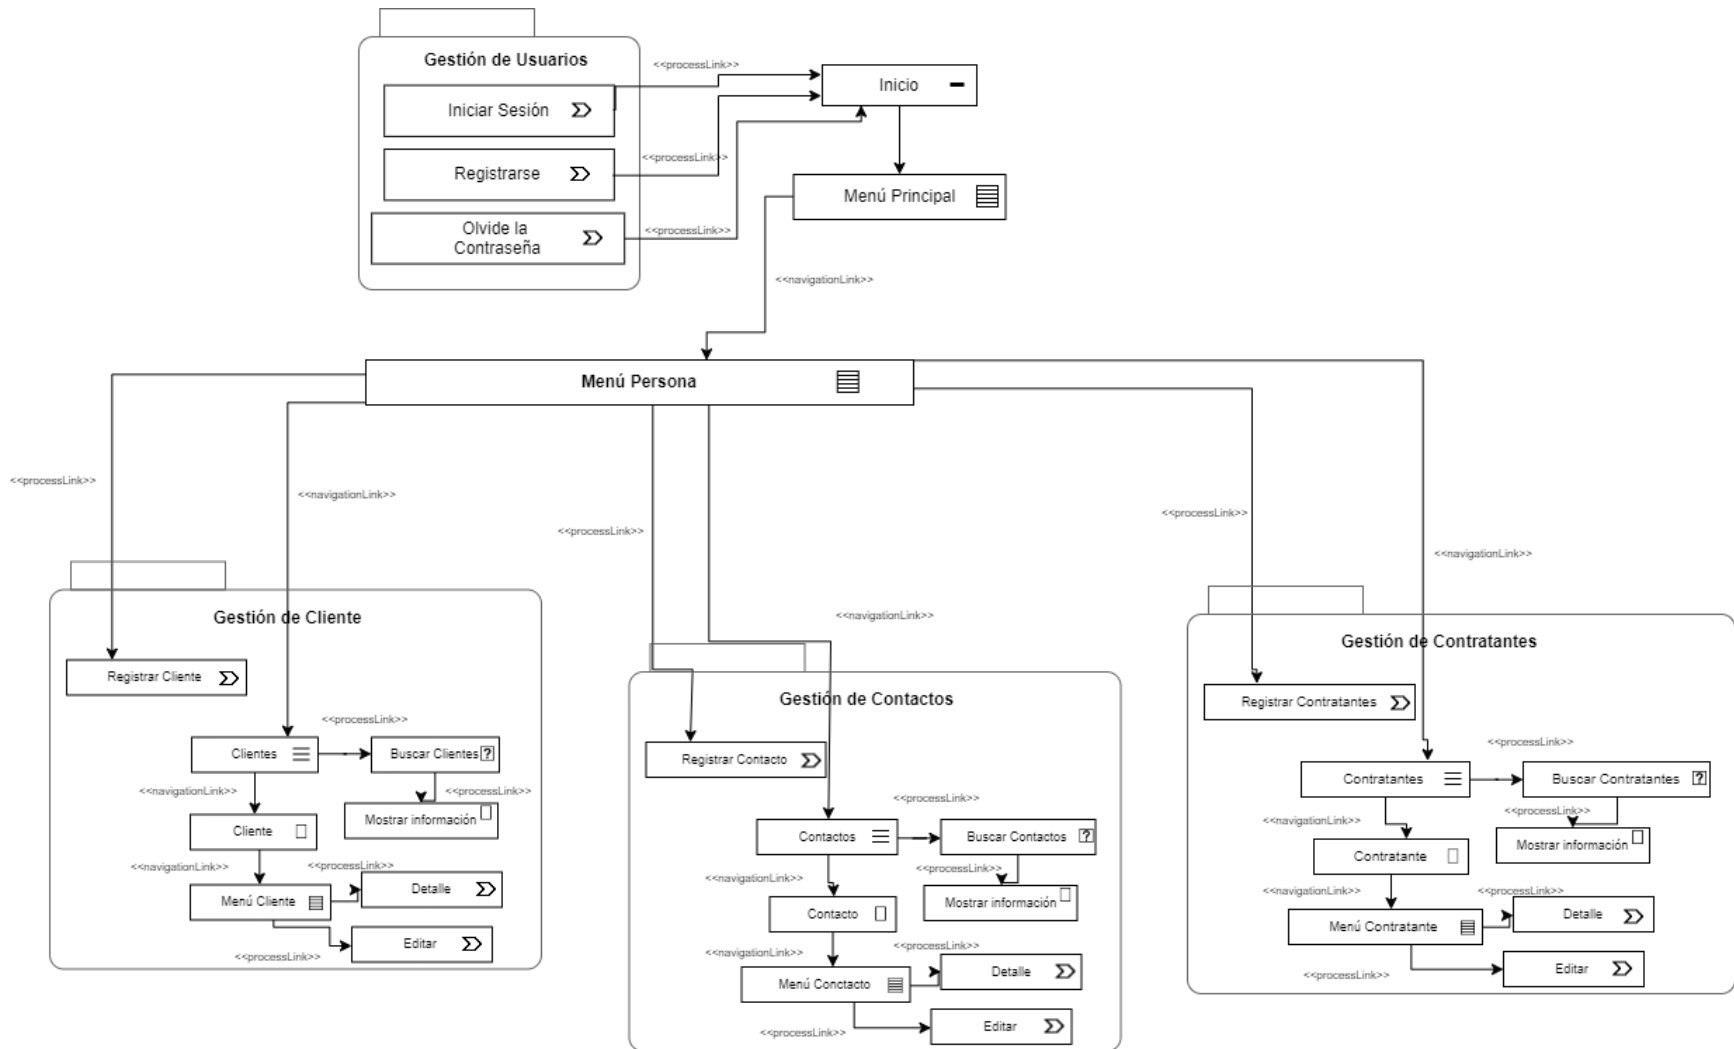 Gestión de Usuarios
<<processLink>>
Inicio
Iniciar Sesión
<<processLink>>
Registrarse
Menú Principal
Olvide la
Contraseña
<<processLink>>
<<navigationLink>>
Menú Persona
<<processLink>>
<<navigationLink>>
<<processLink>>
<<navigationLink>>
<<processLink>>
<<navigationLink>>
Gestión de Cliente
Registrar Cliente
<<processLink>>
Clientes
Buscar Clientes ?
<<navigationLink>>
<<processLink>>
Cliente
Mostrar información
<<navigationLink>>
<<processLink>>
Menú Cliente
Detalle
Editar
<<processLink>>
Gestión de Contactos
Registrar Contacto
<<processLink>>
Contactos
Buscar Contactos ?
<<navigationLink>>
<<processLink>>
Contacto
Mostrar información
<<navigationLink>>
<<processLink>>
Menú Conctacto
Detalle
Editar
<<processLink>>
Gestión de Contratantes
Registrar Contratantes
<<processLink>>
Contratantes
Buscar Contratantes ?
<<navigationLink>>
<<processLink>>
Contratante
Mostrar información
<<navigationLink>>
<<processLink>>
Menú Contratante
Detalle
Editar
<<processLink>>